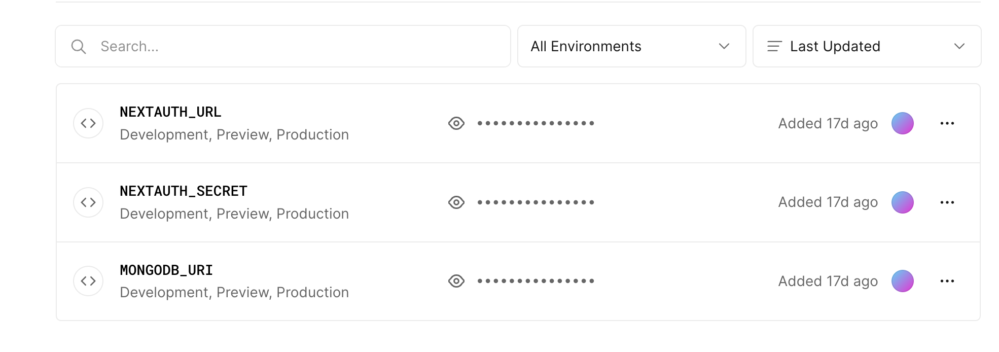 Search...
All Environments
Last Updated
NEXTAUTH_URL
Development, Preview, Production
Added 17d ago
NEXTAUTH_SECRET
Development, Preview, Production
Added 17d ago
MONGODB_URI
Development, Preview, Production
Added 17d ago